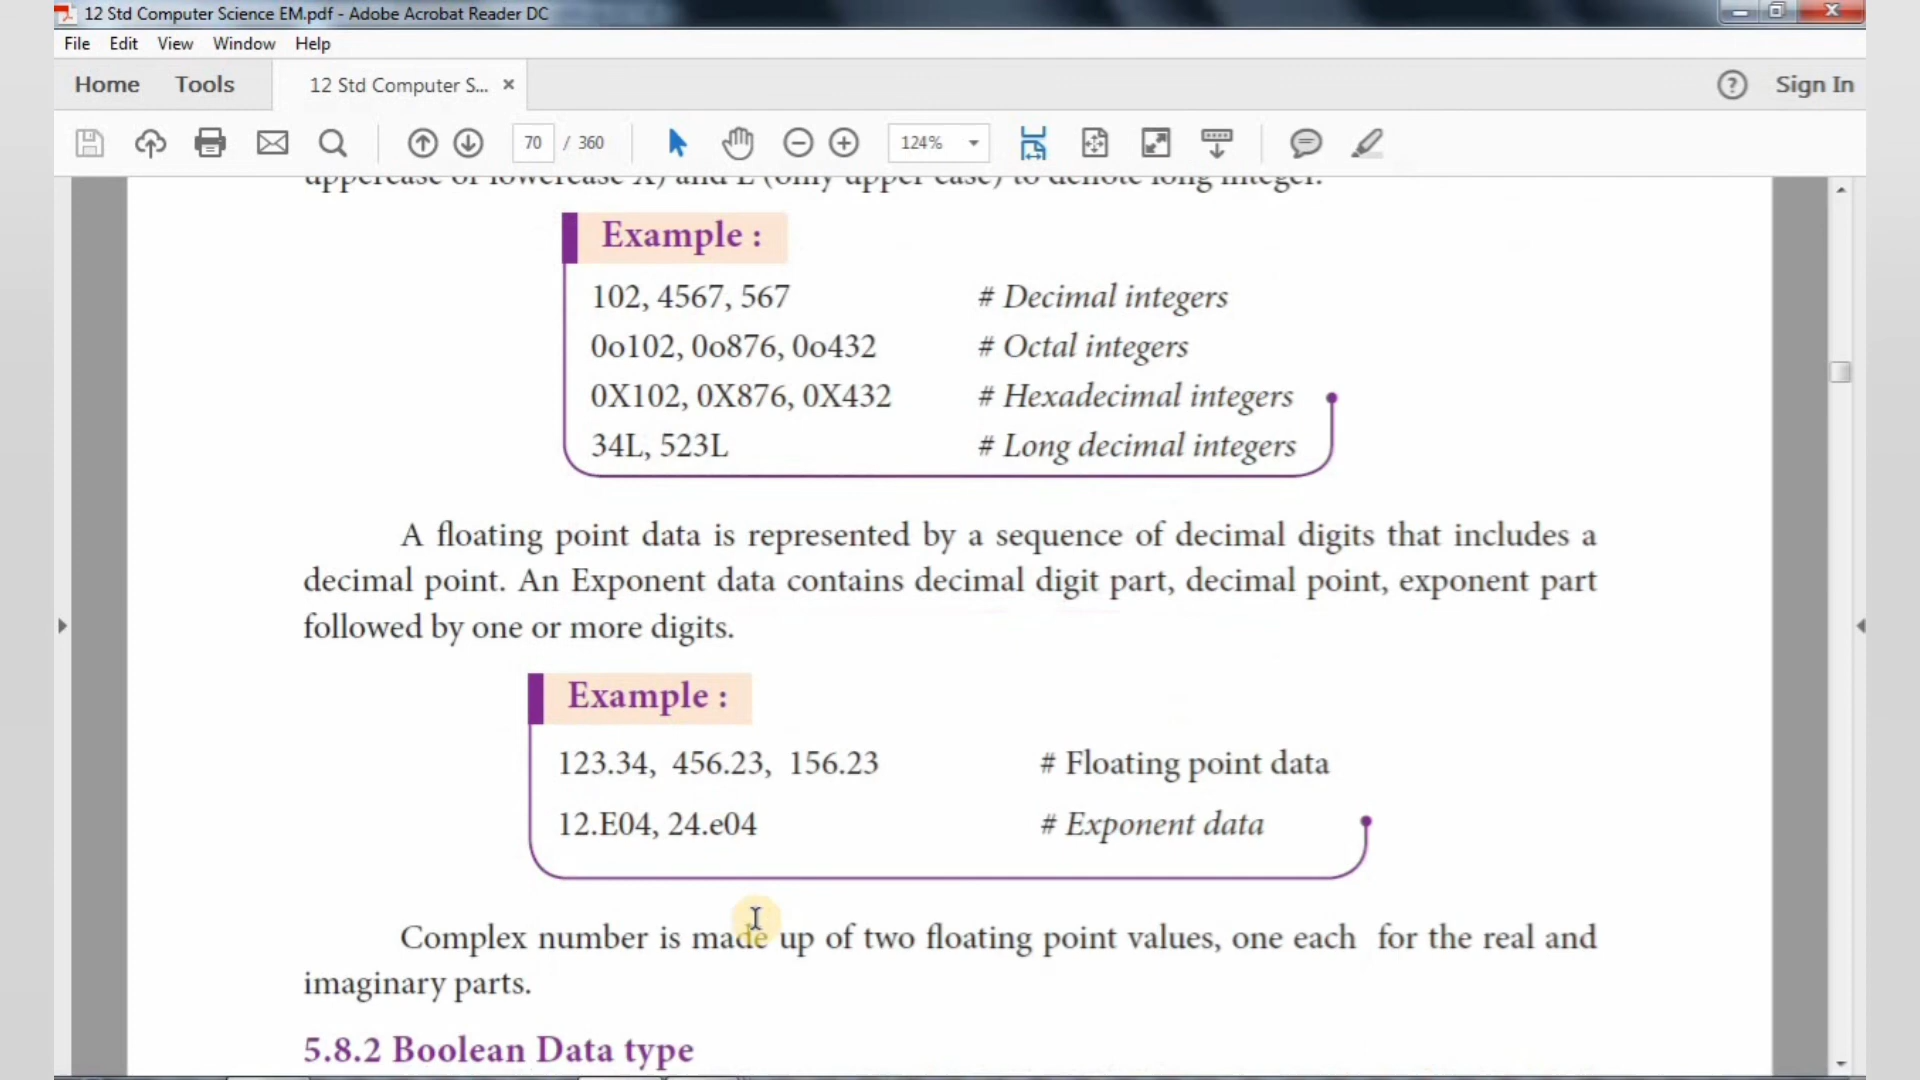 12 Std Computer Science EM.pdf - Adobe Acrobat Reader DC
File Edit View Window Help
Home Tools 12 Std Computer S... × ? Sign In
70 / 360 124%
uppercase or lowercase X) and L (only upper case) to denote long integer.
Example :
102, 4567, 567 # Decimal integers
0o102, 0o876, 0o432 # Octal integers
0X102, 0X876, 0X432 # Hexadecimal integers
34L, 523L # Long decimal integers
A floating point data is represented by a sequence of decimal digits that includes a
decimal point. An Exponent data contains decimal digit part, decimal point, exponent part
followed by one or more digits.
Example :
123.34, 456.23, 156.23 # Floating point data
12.E04, 24.e04 # Exponent data
Complex number is made up of two floating point values, one each for the real and
imaginary parts.
5.8.2 Boolean Data type